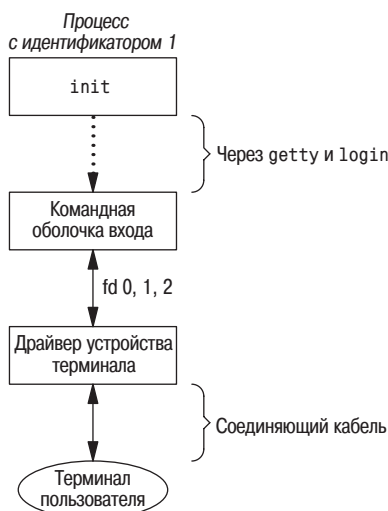 Процесс
с идентификатором 1
init
Через getty и login
Командная
оболочка входа
fd 0, 1, 2
Драйвер устройства
терминала
Соединяющий кабель
Терминал
пользователя